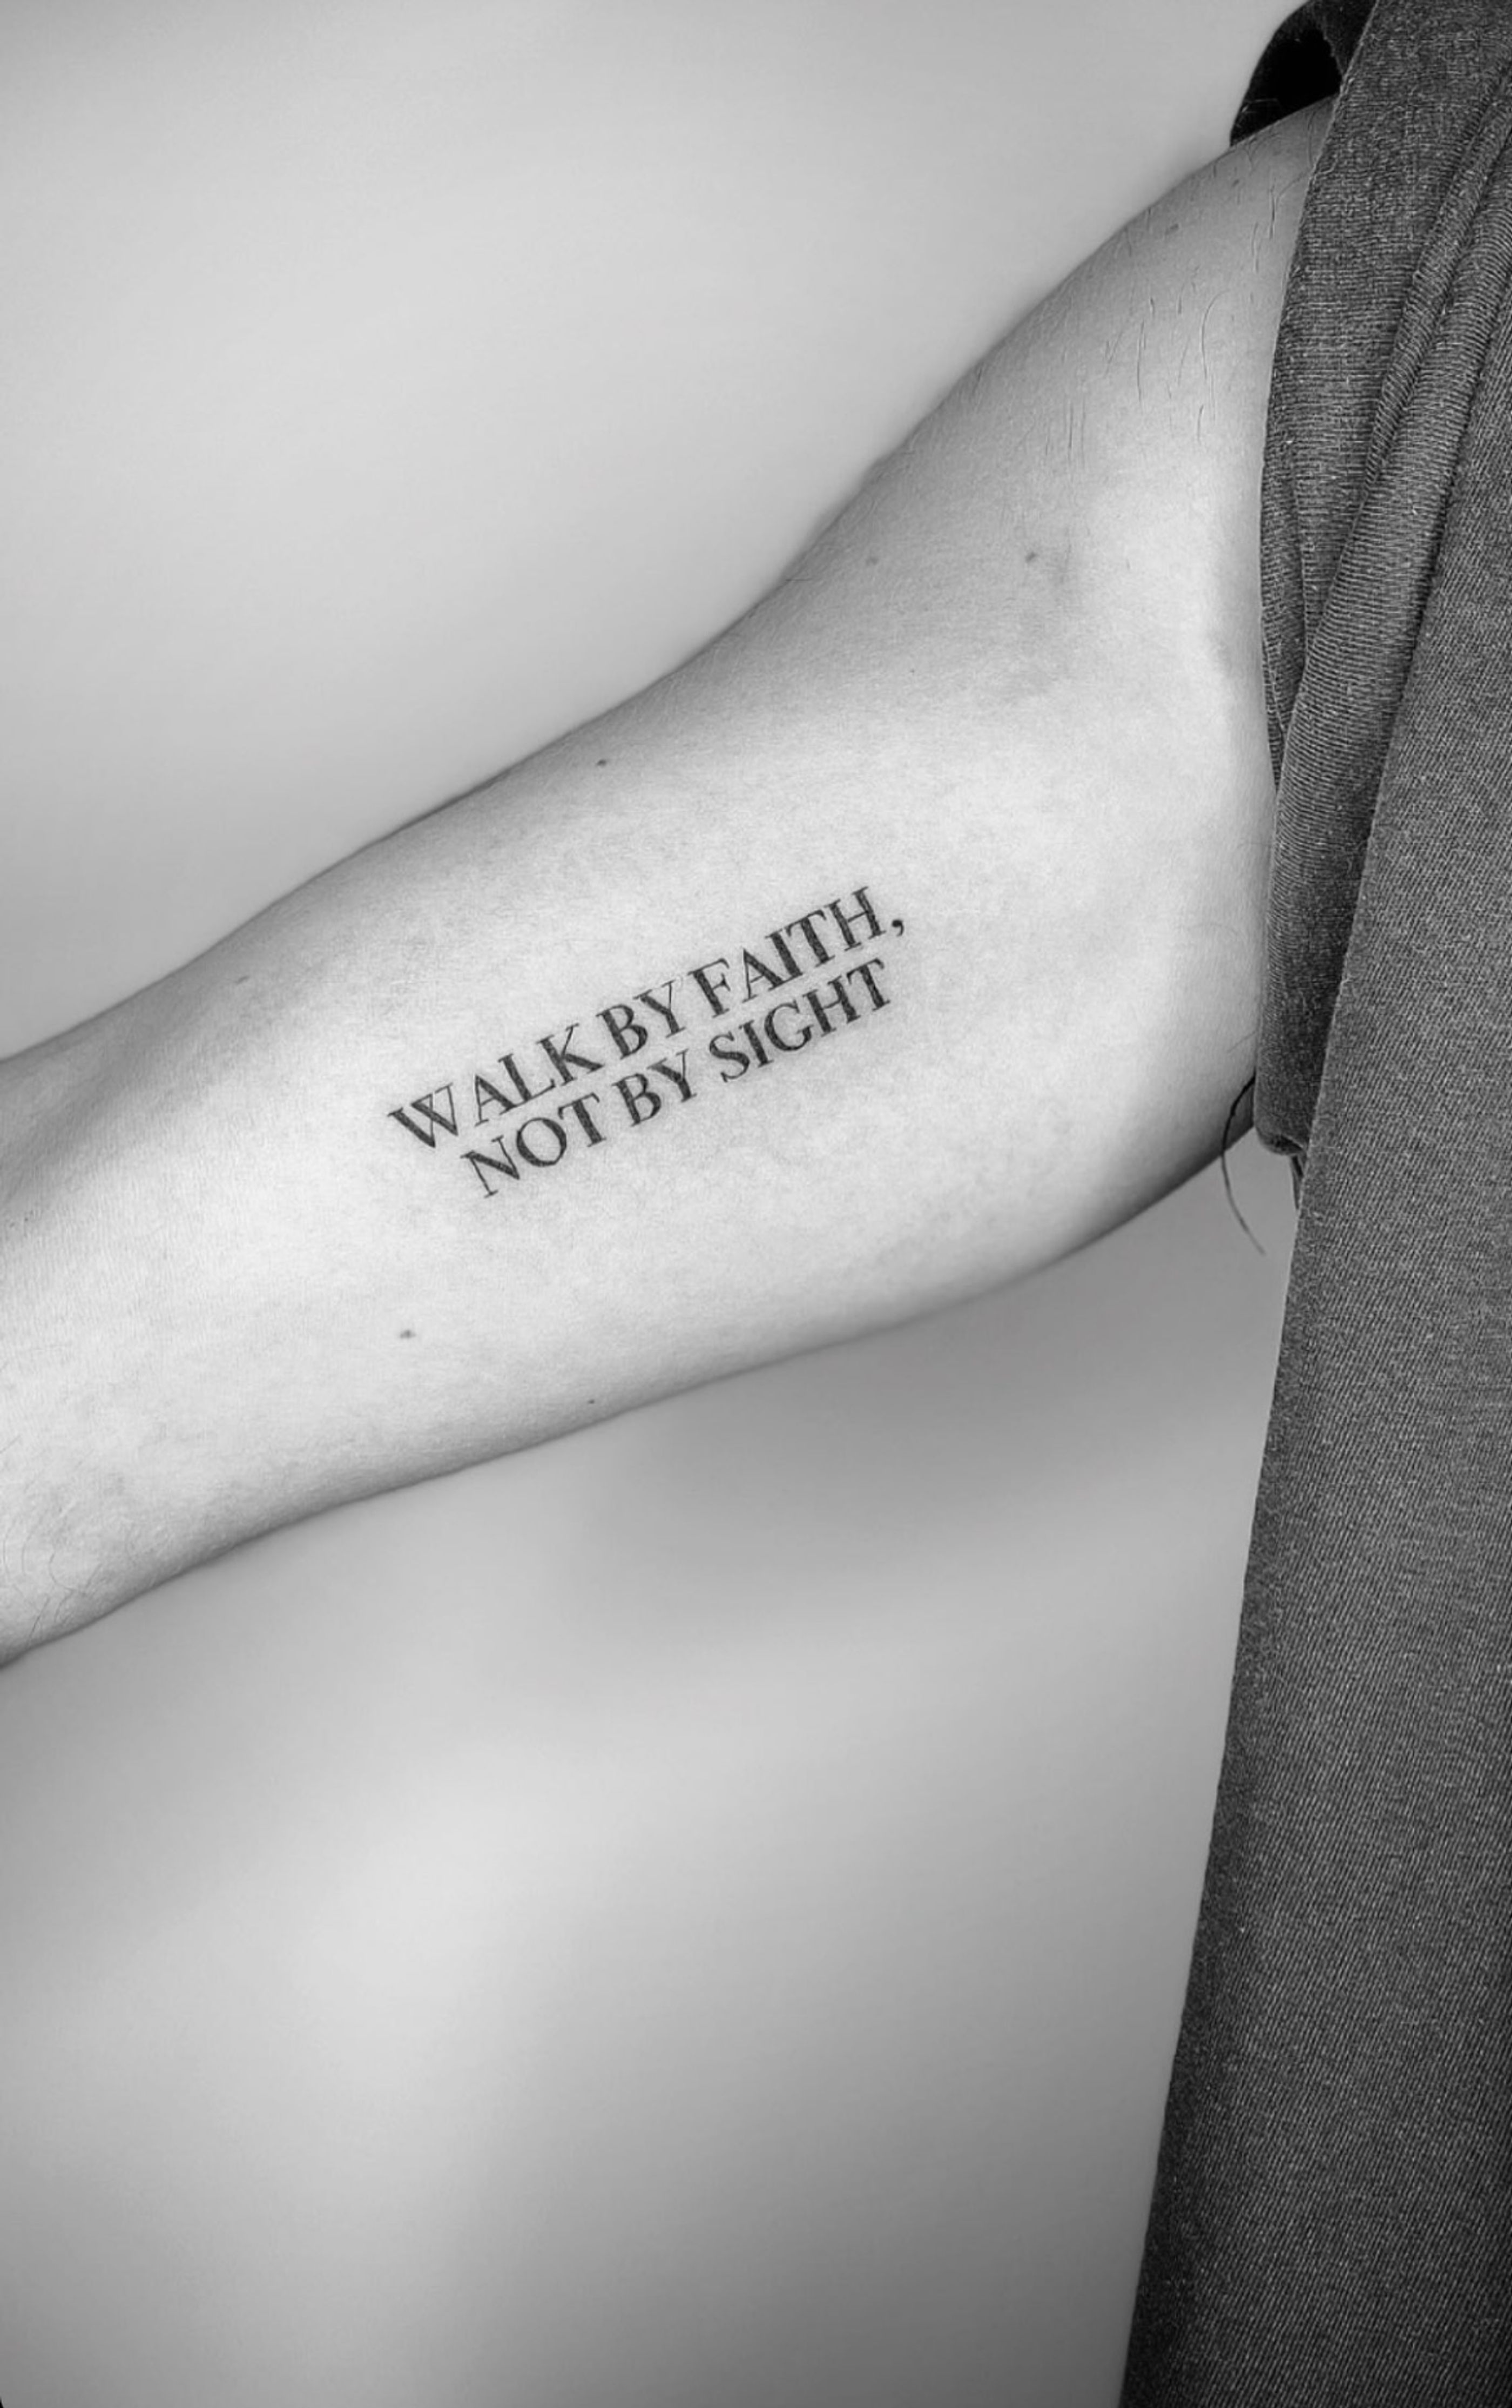 WALK BY FAITH,
NOT BY SIGHT